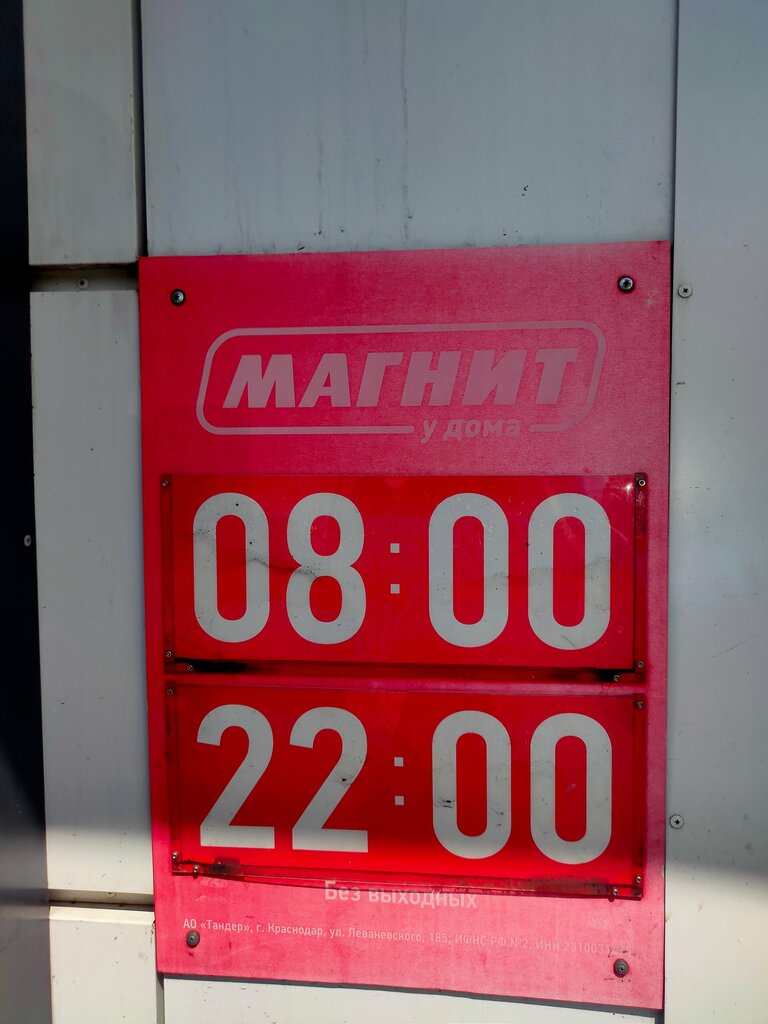 МАГНИТ
у дома
08:00
22:00
Без выходных
АО «Тандер», г. Краснодар, ул. Леваневского, 185, ИФНС РФ №2, ИНН